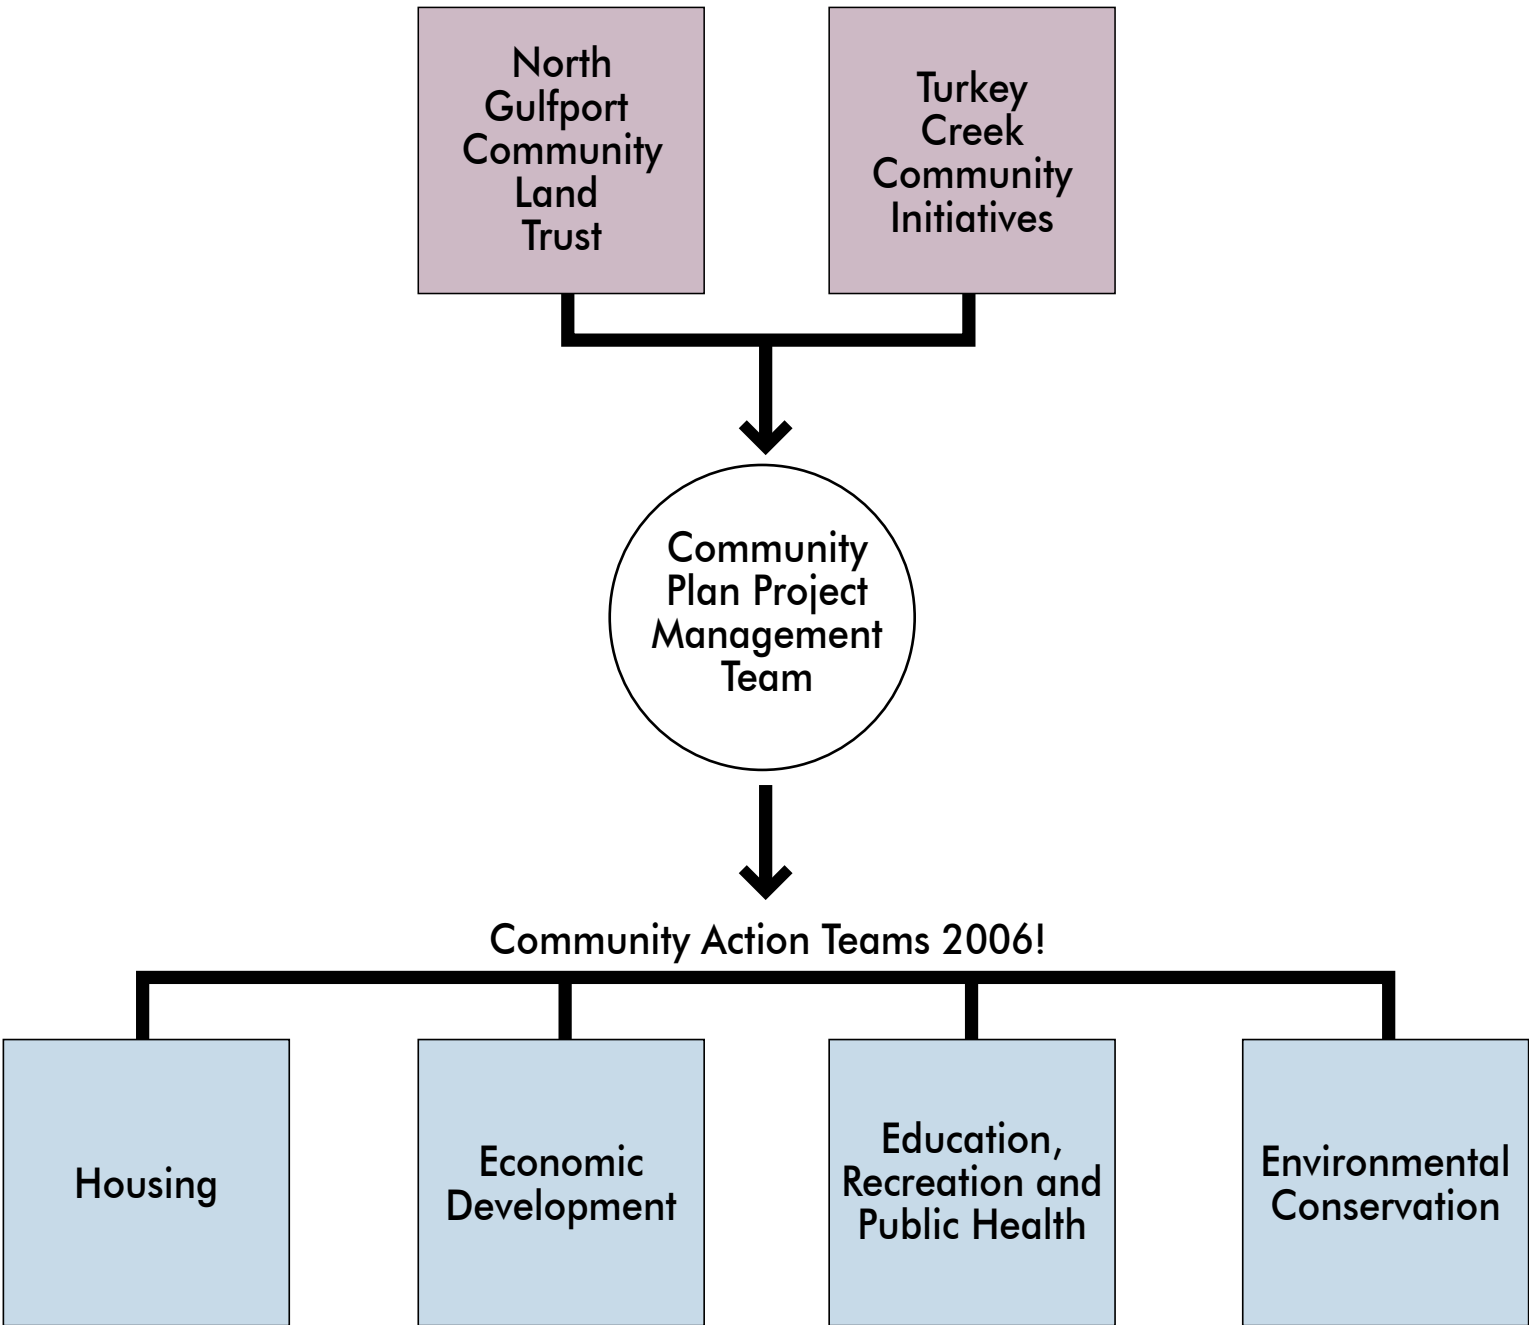 North
Gulfport
Community
Land
Trust
Turkey
Creek
Community
Initiatives
Community
Plan Project
Management
Team
Community Action Teams 2006!
Housing
Economic
Development
Education,
Recreation and
Public Health
Environmental
Conservation